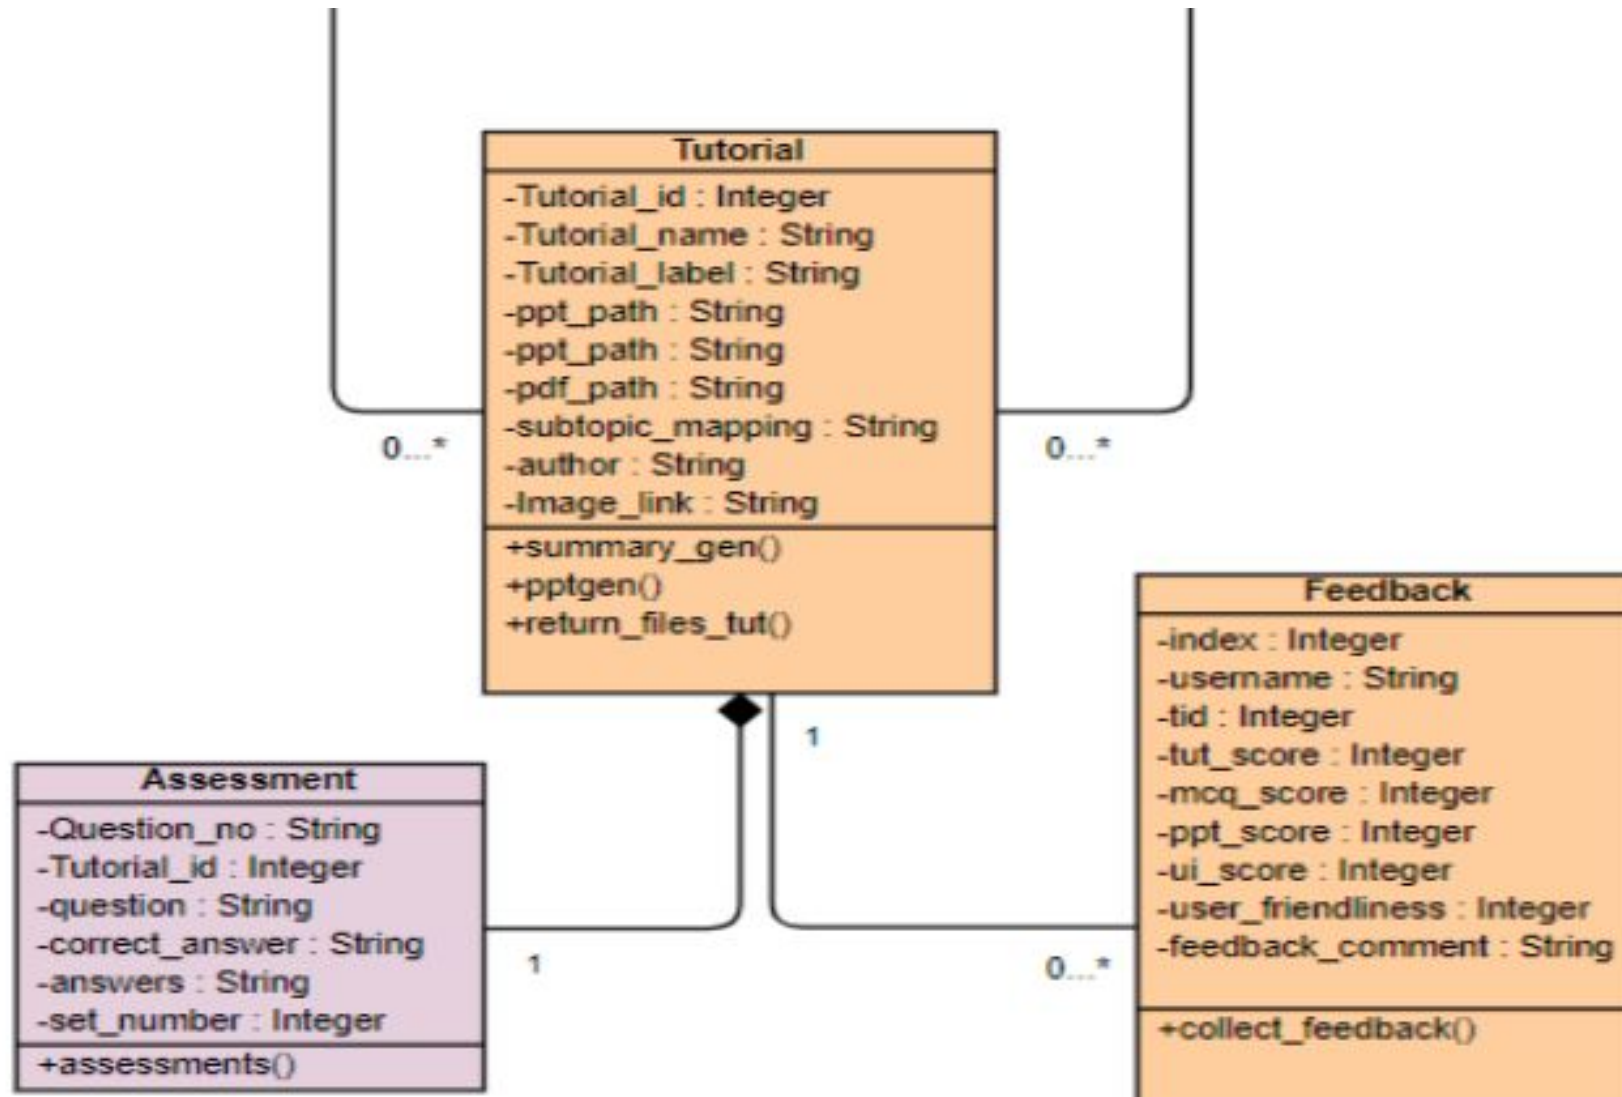 Tutorial
-Tutorial_id : Integer
-Tutorial_name : String
-Tutorial_label : String
-ppt_path : String
-ppt_path : String
-pdf_path : String
-subtopic_mapping : String
-author : String
-Image_link : String
+summary_gen()
+pptgen()
+return_files_tut()
0...*
0...*
1
Assessment
-Question_no : String
-Tutorial_id : Integer
-question : String
-correct_answer : String
-answers : String
-set_number : Integer
+assessments()
1
0...*
Feedback
-index : Integer
-username : String
-tid : Integer
-tut_score : Integer
-mcq_score : Integer
-ppt_score : Integer
-ui_score : Integer
-user_friendliness : Integer
-feedback_comment : String
+collect_feedback()